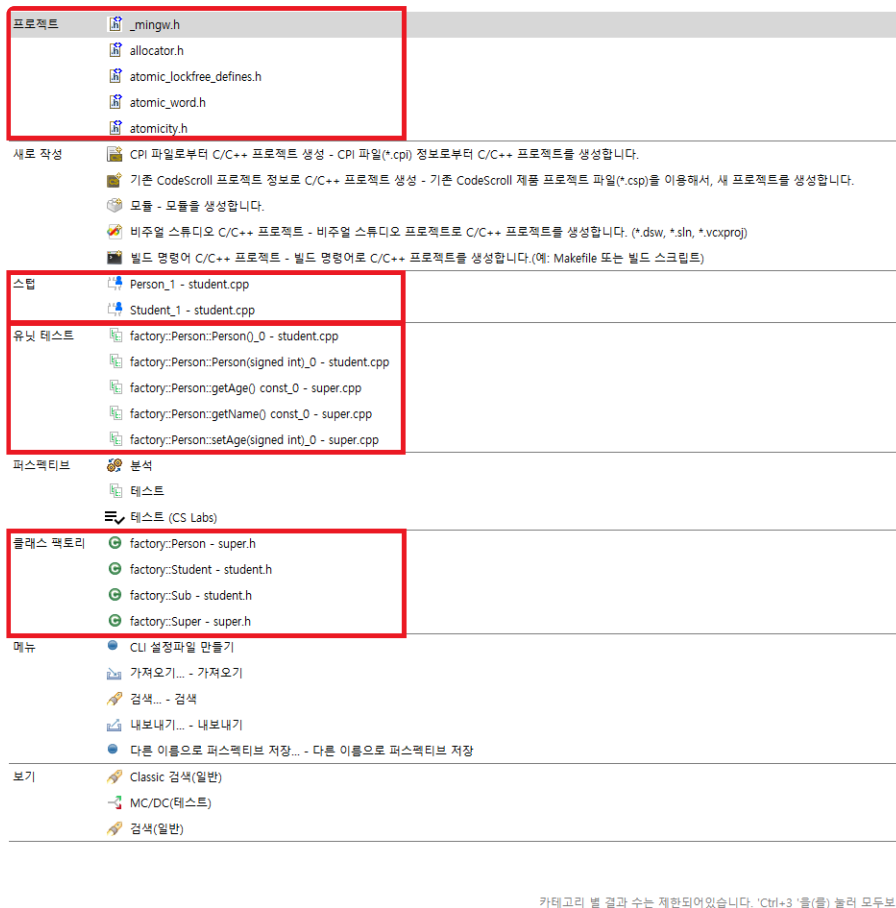 프로젝트 _mingw.h
allocator.h
atomic_lockfree_defines.h
atomic_word.h
atomicity.h
새로 작성 CPI 파일로부터 C/C++ 프로젝트 생성 - CPI 파일(*.cpi) 정보로부터 C/C++ 프로젝트를 생성합니다.
기존 CodeScroll 프로젝트 정보로 C/C++ 프로젝트 생성 - 기존 CodeScroll 제품 프로젝트 파일(*.csp)을 이용해서, 새 프로젝트를 생성합니다.
모듈 - 모듈을 생성합니다.
비주얼 스튜디오 C/C++ 프로젝트 - 비주얼 스튜디오 프로젝트로 C/C++ 프로젝트를 생성합니다. (*.dsw, *.sln, *.vcxproj)
빌드 명령어 C/C++ 프로젝트 - 빌드 명령어로 C/C++ 프로젝트를 생성합니다.(예: Makefile 또는 빌드 스크립트)
스텁 Person_1 - student.cpp
Student_1 - student.cpp
유닛 테스트 factory::Person::Person()_0 - student.cpp
factory::Person::Person(signed int)_0 - student.cpp
factory::Person::getAge() const_0 - super.cpp
factory::Person::getName() const_0 - super.cpp
factory::Person::setAge(signed int)_0 - super.cpp
퍼스펙티브 분석
테스트
테스트 (CS Labs)
클래스 팩토리 factory::Person - super.h
factory::Student - student.h
factory::Sub - student.h
factory::Super - super.h
메뉴 CLI 설정파일 만들기
가져오기... - 가져오기
검색... - 검색
내보내기... - 내보내기
다른 이름으로 퍼스펙티브 저장... - 다른 이름으로 퍼스펙티브 저장
보기 Classic 검색(일반)
MC/DC(테스트)
검색(일반)
카테고리 별 결과 수는 제한되어있습니다. 'Ctrl+3 '을(를) 눌러 모두보